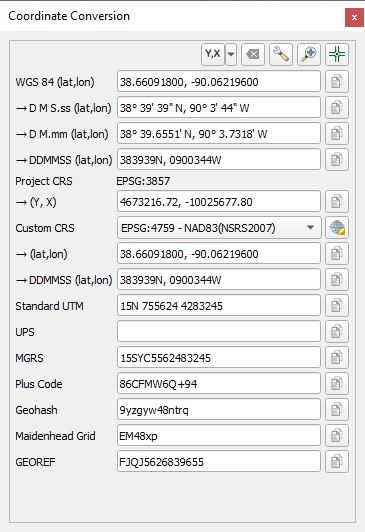 Coordinate Conversion
Y,X
WGS 84 (lat,lon) 38.66091800, -90.06219600
→ D M S.ss (lat,lon) 38° 39' 39" N, 90° 3' 44" W
→ D M.mm (lat,lon) 38° 39.6551' N, 90° 3.7318' W
→ DDMMSS (lat,lon) 383939N, 0900344W
Project CRS EPSG:3857
→ (Y, X) 4673216.72, -10025677.80
Custom CRS EPSG:4759 - NAD83(NSRS2007)
→ (lat,lon) 38.66091800, -90.06219600
→ DDMMSS (lat,lon) 383939N, 0900344W
Standard UTM 15N 755624 4283245
UPS
MGRS 15SYC5562483245
Plus Code 86CFMW6Q+94
Geohash 9yzgyw48ntrq
Maidenhead Grid EM48xp
GEOREF FJQJ5626839655